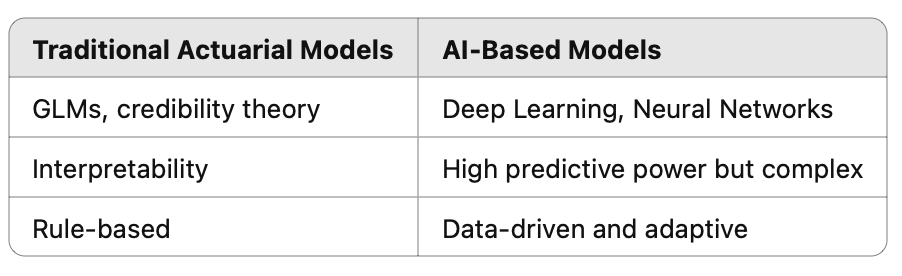 Traditional Actuarial Models AI-Based Models
GLMs, credibility theory Deep Learning, Neural Networks
Interpretability High predictive power but complex
Rule-based Data-driven and adaptive